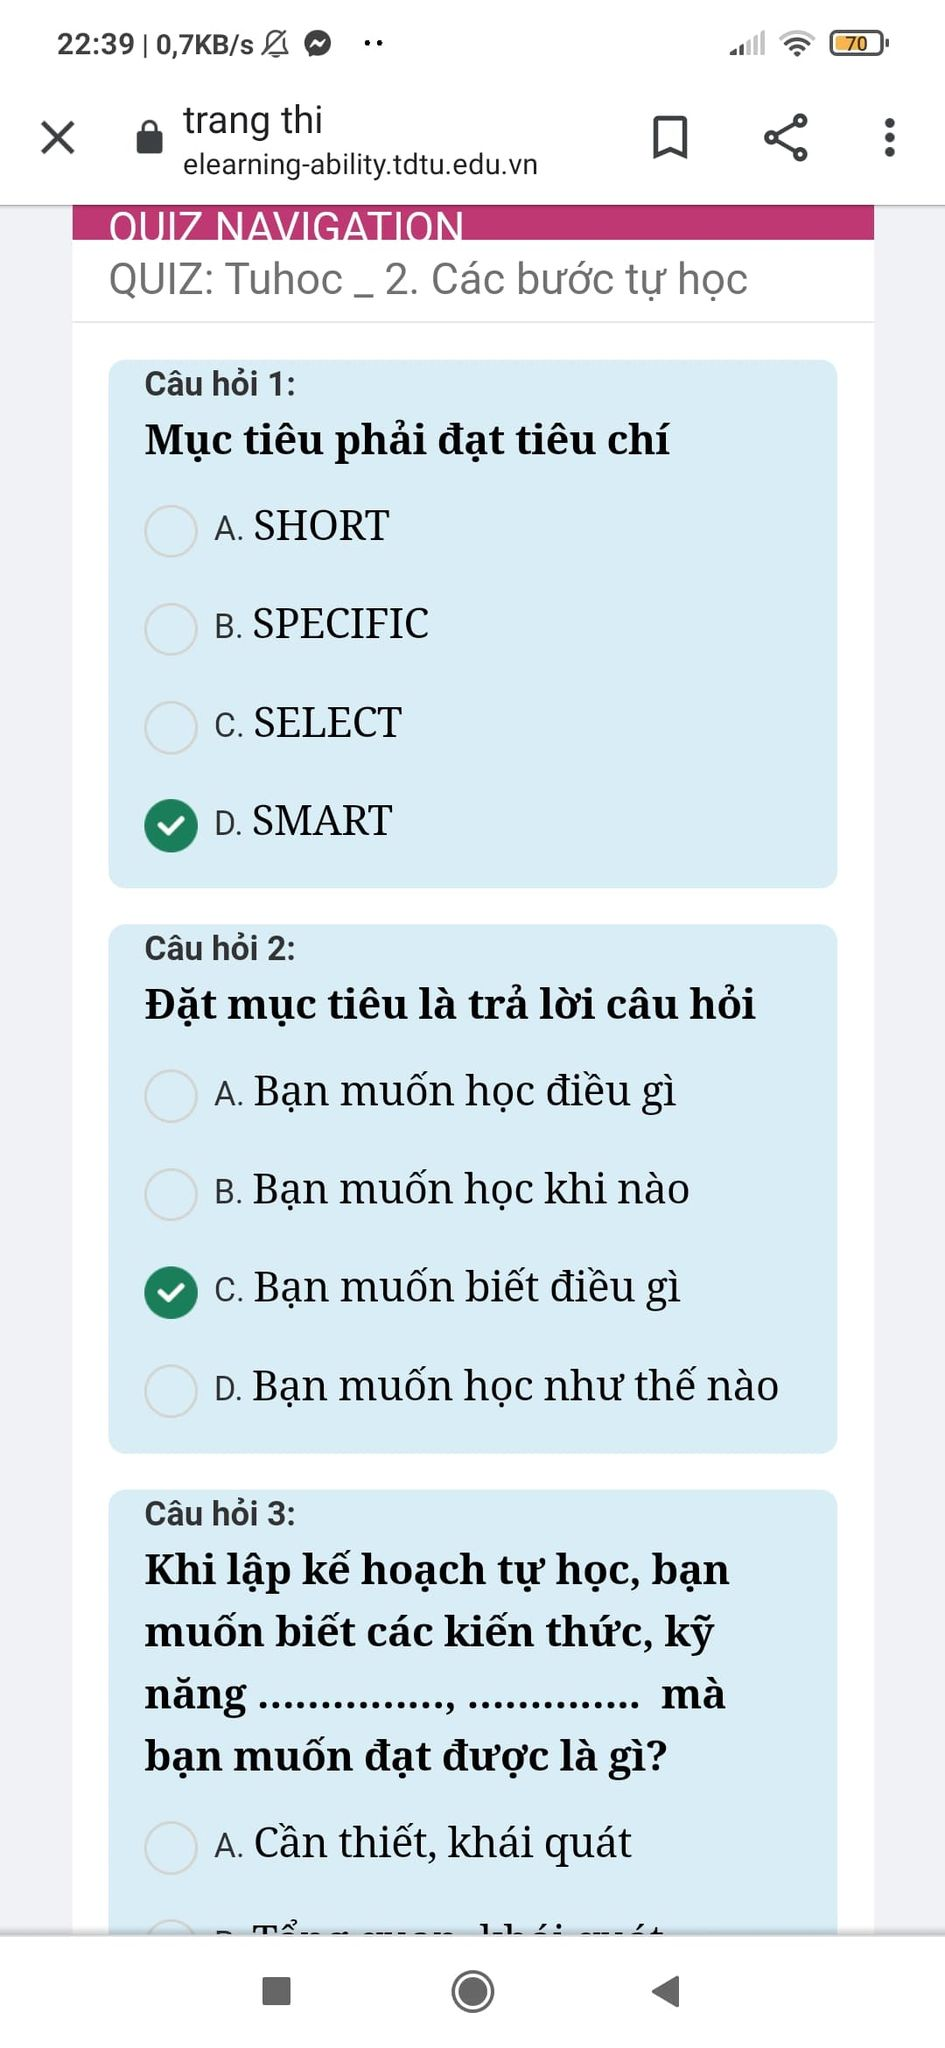 22:39 | 0,7KB/s
70
trang thi
elearning-ability.tdtu.edu.vn
QUIZ NAVIGATION
QUIZ: Tuhoc _ 2. Các bước tự học
Câu hỏi 1:
Mục tiêu phải đạt tiêu chí
A. SHORT
B. SPECIFIC
C. SELECT
D. SMART
Câu hỏi 2:
Đặt mục tiêu là trả lời câu hỏi
A. Bạn muốn học điều gì
B. Bạn muốn học khi nào
C. Bạn muốn biết điều gì
D. Bạn muốn học như thế nào
Câu hỏi 3:
Khi lập kế hoạch tự học, bạn
muốn biết các kiến thức, kỹ
năng ..............., .............. mà
bạn muốn đạt được là gì?
A. Cần thiết, khái quát